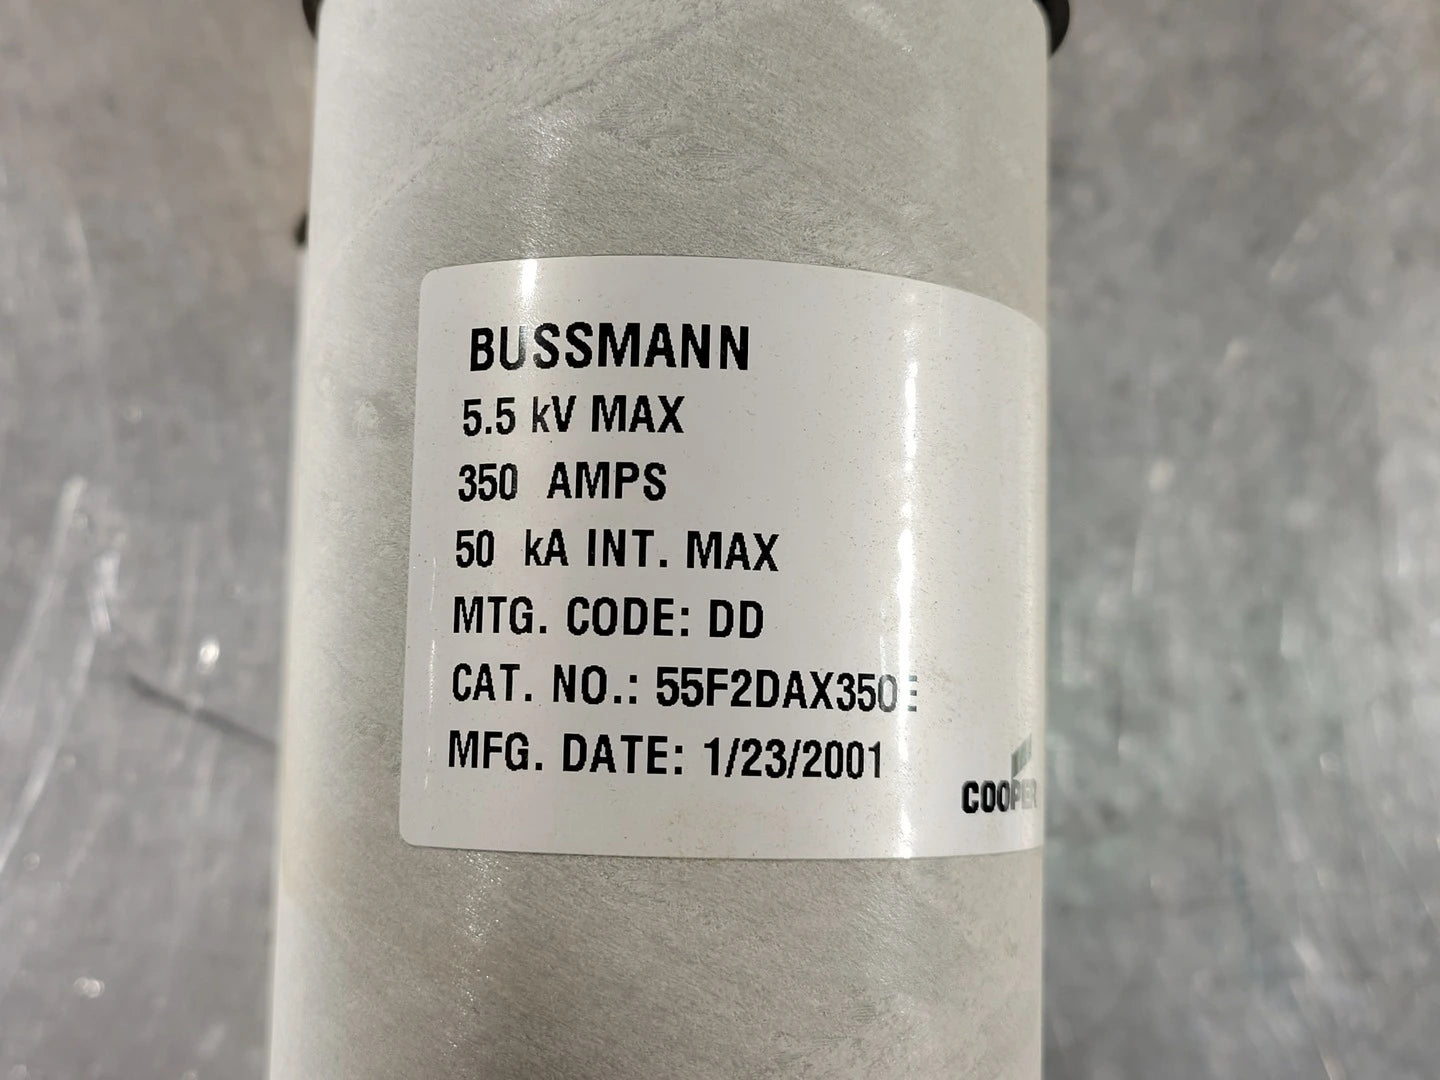 BUSSMANN
5.5 kV MAX
350 AMPS
50 kA INT. MAX
MTG. CODE: DD
CAT. NO.: 55F2DAX350E
MFG. DATE: 1/23/2001
COOPER